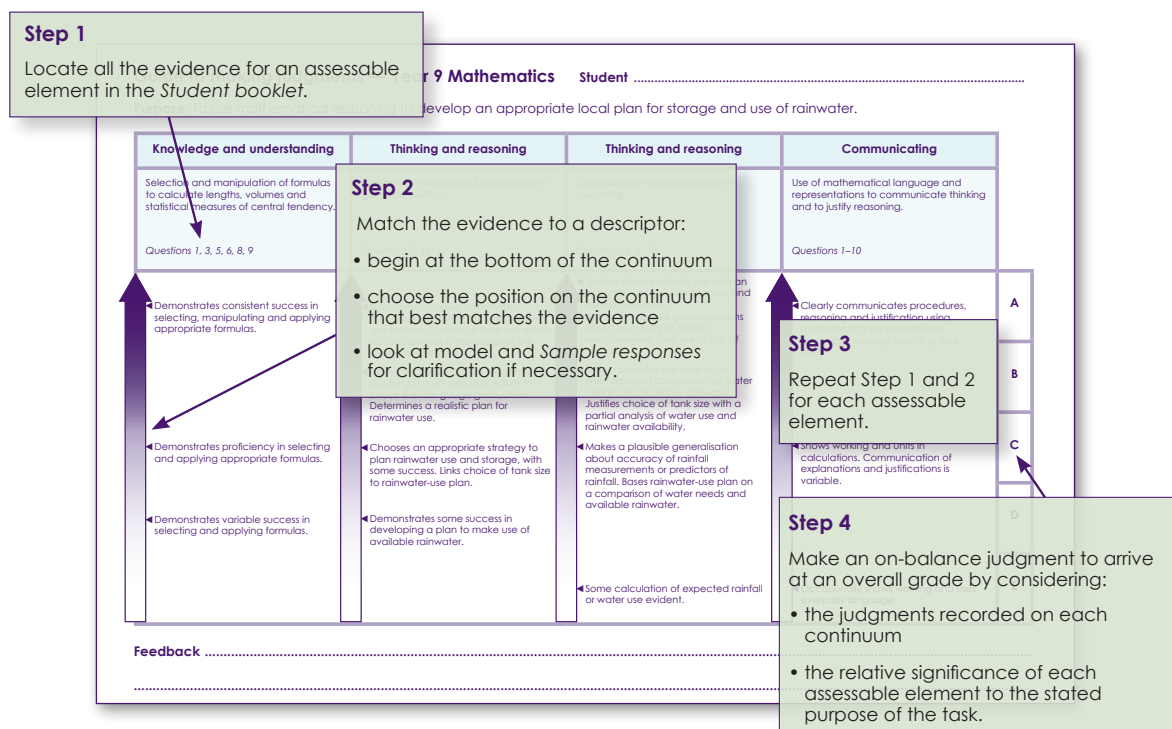 Step 1
Locate all the evidence for an assessable
element in the Student booklet.
r 9 Mathematics Student
develop an appropriate local plan for storage and use of rainwater.
Knowledge and understanding
Thinking and reasoning
Thinking and reasoning
Communicating
Selection and manipulation of formulas
to calculate lengths, volumes and
statistical measures of central tendency.
Questions 1, 3, 5, 6, 8, 9
Use of mathematical language and
representations to communicate thinking
and to justify reasoning.
Questions 1–10
Step 2
Match the evidence to a descriptor:
• begin at the bottom of the continuum
• choose the position on the continuum
that best matches the evidence
• look at model and Sample responses
for clarification if necessary.
Demonstrates consistent success in
selecting, manipulating and applying
appropriate formulas.
Demonstrates proficiency in selecting
and applying appropriate formulas.
Demonstrates variable success in
selecting and applying formulas.
Determines a realistic plan for
rainwater use.
Chooses an appropriate strategy to
plan rainwater use and storage, with
some success. Links choice of tank size
to rainwater-use plan.
Demonstrates some success in
developing a plan to make use of
available rainwater.
Justifies choice of tank size with a
partial analysis of water use and
rainwater availability.
Makes a plausible generalisation
about accuracy of rainfall
measurements or predictors of
rainfall. Bases rainwater-use plan on
a comparison of water needs and
available rainwater.
Some calculation of expected rainfall
or water use evident.
Clearly communicates procedures,
reasoning and justification using
Step 3
Repeat Step 1 and 2
for each assessable
element.
Shows working and units in
calculations. Communication of
explanations and justifications is
variable.
A
B
C
D
Step 4
Make an on-balance judgment to arrive
at an overall grade by considering:
• the judgments recorded on each
continuum
• the relative significance of each
assessable element to the stated
purpose of the task.
Feedback